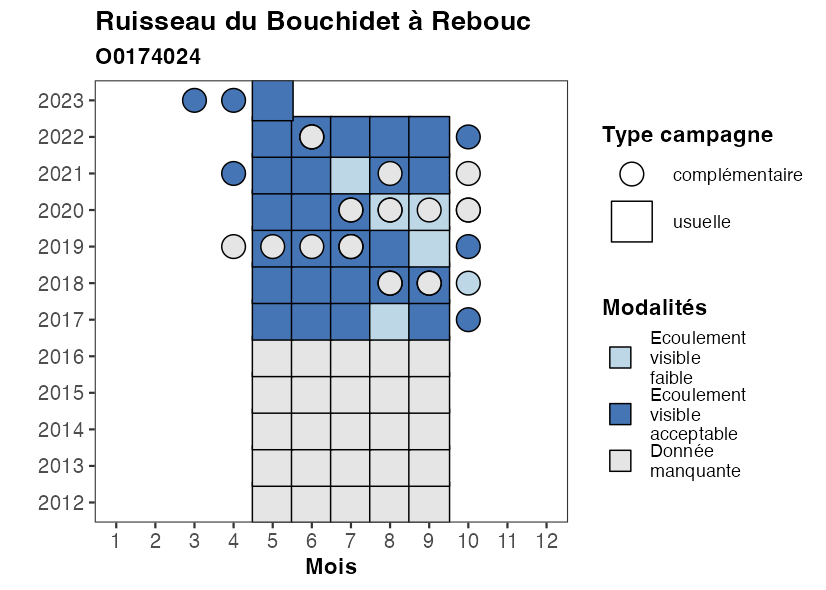 Ruisseau du Bouchidet à Rebouc
O0174024
2023
2022
2021
2020
2019
2018
2017
2016
2015
2014
2013
2012
1 2 3 4 5 6 7 8 9 10 11 12
Mois
Type campagne
complémentaire
usuelle
Modalités
Ecoulement
visible
faible
Ecoulement
visible
acceptable
Donnée
manquante